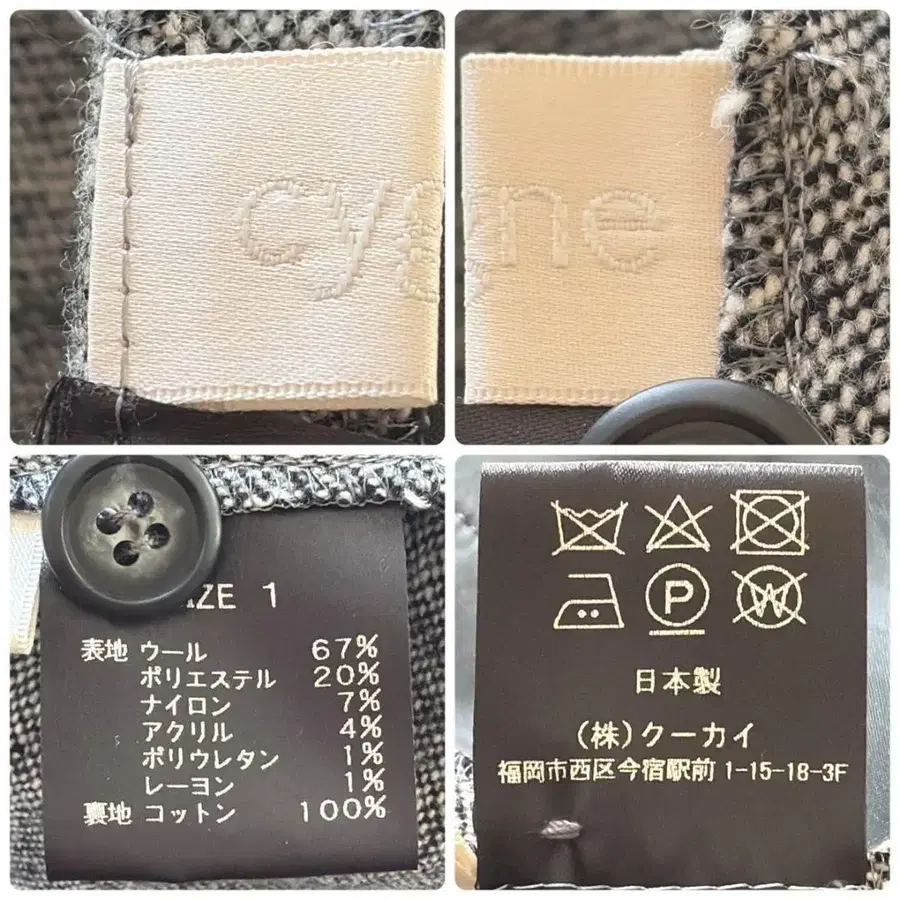 cygne
IZE 1
表地 ウール 67%
ポリエステル 20%
ナイロン 7%
アクリル 4%
ポリウレタン 1%
レーヨン 1%
裏地 コットン 100%
P
W
日本製
(株)クーカイ
福岡市西区今宿駅前 1-15-18-3F